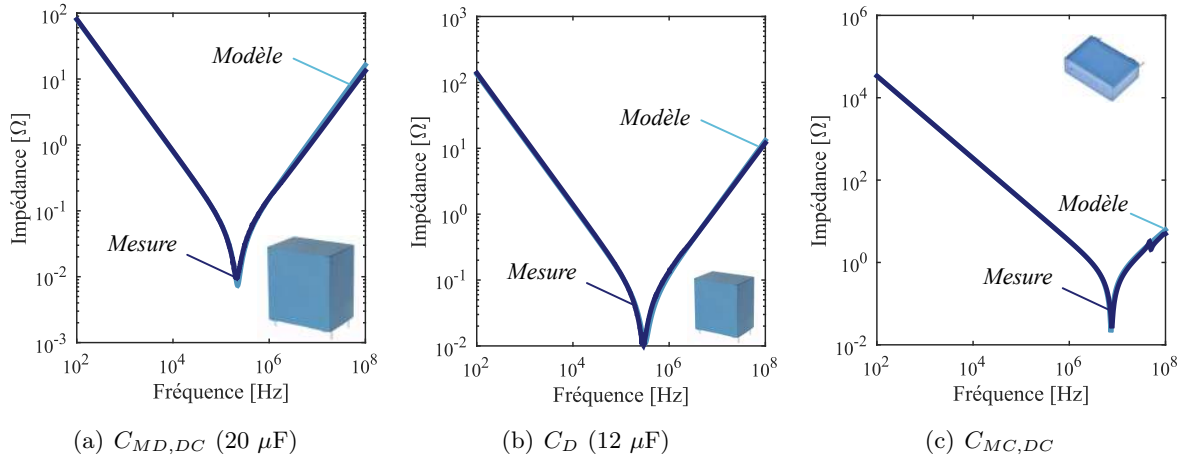 Impédance [Ω]
10^2
10^1
10^0
10^-1
10^-2
10^-3
Modèle
Mesure
10^2 10^4 10^6 10^8
Fréquence [Hz]
(a) C_{MD,DC} (20 μF)
Impédance [Ω]
10^3
10^2
10^1
10^0
10^-1
10^-2
Modèle
Mesure
10^2 10^4 10^6 10^8
Fréquence [Hz]
(b) C_D (12 μF)
Impédance [Ω]
10^6
10^4
10^2
10^0
10^-2
Modèle
Mesure
10^2 10^4 10^6 10^8
Fréquence [Hz]
(c) C_{MC,DC}